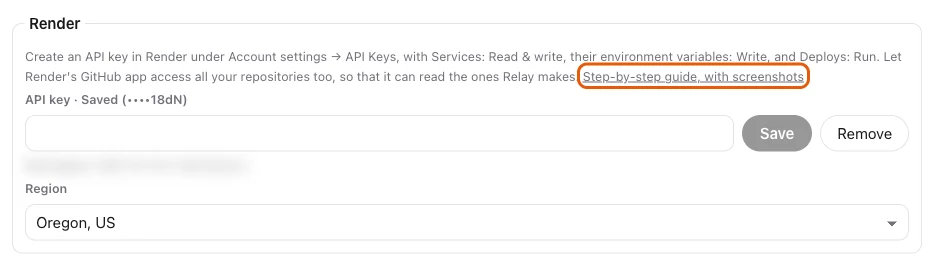 Render
Create an API key in Render under Account settings → API Keys, with Services: Read & write, their environment variables: Write, and Deploys: Run. Let
Render's GitHub app access all your repositories too, so that it can read the ones Relay makes. Step-by-step guide, with screenshots
API key · Saved (••••18dN)
Save
Remove
Region
Oregon, US